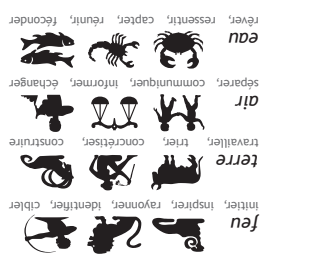 feu
initier, inspirer, rayonner, identifier, cibler
terre
travailler, trier, concrétiser, construire
air
séparer, communiquer, informer, échanger
eau
rêver, ressentir, capter, réunir, féconder